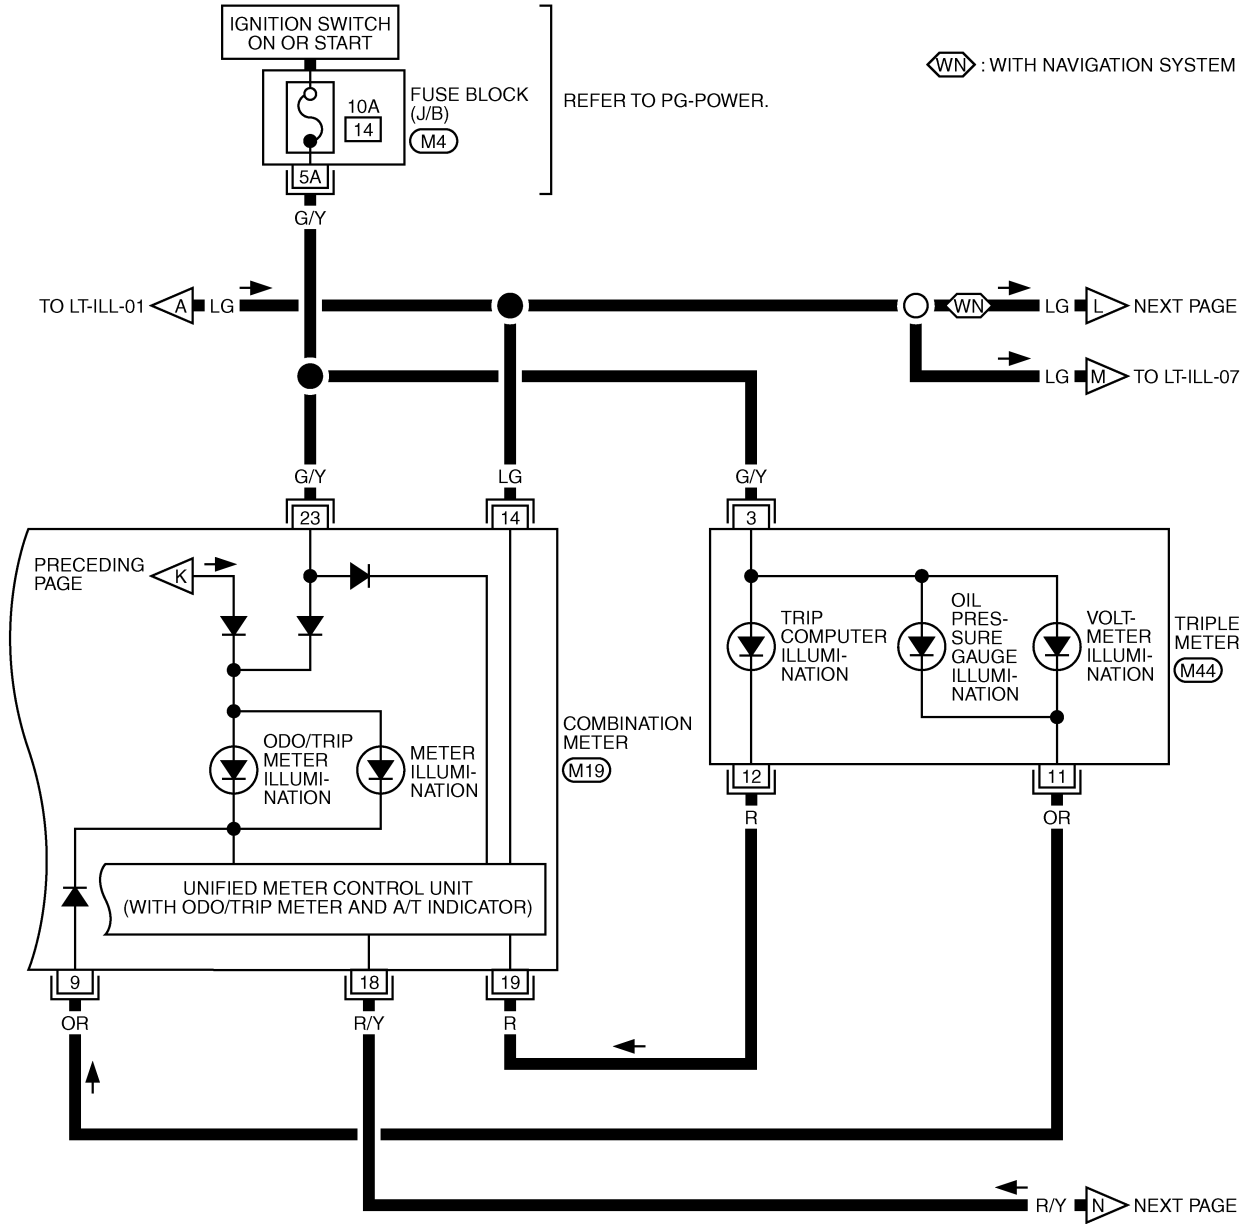 IGNITION SWITCH
ON OR START
10A
14
FUSE BLOCK
(J/B)
M4
REFER TO PG-POWER.
WN : WITH NAVIGATION SYSTEM
5A
G/Y
TO LT-ILL-01
A
LG
WN
LG
L
NEXT PAGE
LG
M
TO LT-ILL-07
G/Y
LG
G/Y
23
14
3
PRECEDING
PAGE
K
ODO/TRIP
METER
ILLUMI-
NATION
METER
ILLUMI-
NATION
COMBINATION
METER
M19
TRIP
COMPUTER
ILLUMI-
NATION
OIL
PRES-
SURE
GAUGE
ILLUMI-
NATION
VOLT-
METER
ILLUMI-
NATION
TRIPLE
METER
M44
12
11
R
OR
UNIFIED METER CONTROL UNIT
(WITH ODO/TRIP METER AND A/T INDICATOR)
9
18
19
OR
R/Y
R
R/Y
N
NEXT PAGE